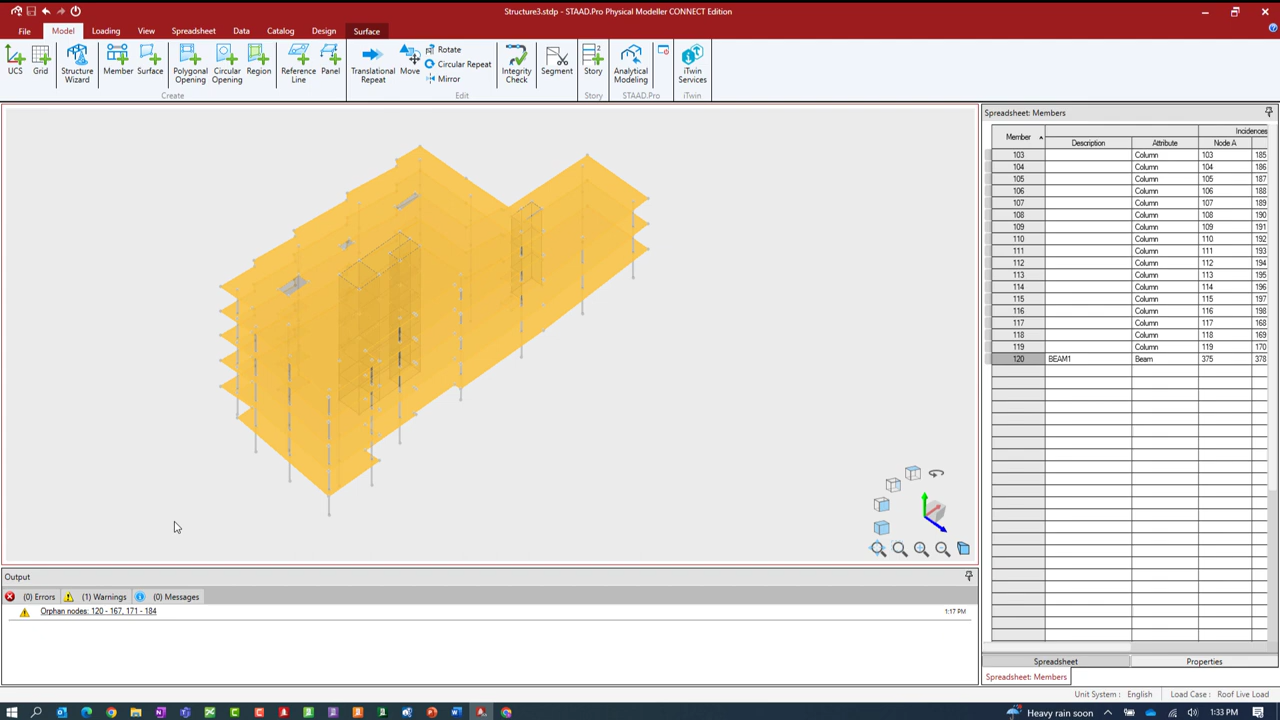 Structure3.stdp - STAAD.Pro Physical Modeller CONNECT Edition
File Model Loading View Spreadsheet Data Catalog Design Surface
UCS Grid Structure Wizard Member Surface Polygonal Opening Circular Opening Region Reference Line Panel Translational Repeat Move Rotate Circular Repeat Mirror Integrity Check Segment Story Analytical Modeling iTwin Services
Create Edit Story STAAD.Pro iTwin
Spreadsheet: Members
Member Incidences
Description Attribute Node A
103 Column 103 185
104 Column 104 186
105 Column 105 187
106 Column 106 188
107 Column 107 189
108 Column 108 190
109 Column 109 191
110 Column 110 192
111 Column 111 193
112 Column 112 194
113 Column 113 195
114 Column 114 196
115 Column 115 197
116 Column 116 198
117 Column 117 168
118 Column 118 169
119 Column 119 170
120 BEAM1 Beam 375 378
Output
(0) Errors (1) Warnings (0) Messages
Orphan nodes: 120 - 167, 171 - 184 1:17 PM
Spreadsheet Properties
Spreadsheet: Members
Unit System : English Load Case : Roof Live Load
Heavy rain soon 1:33 PM